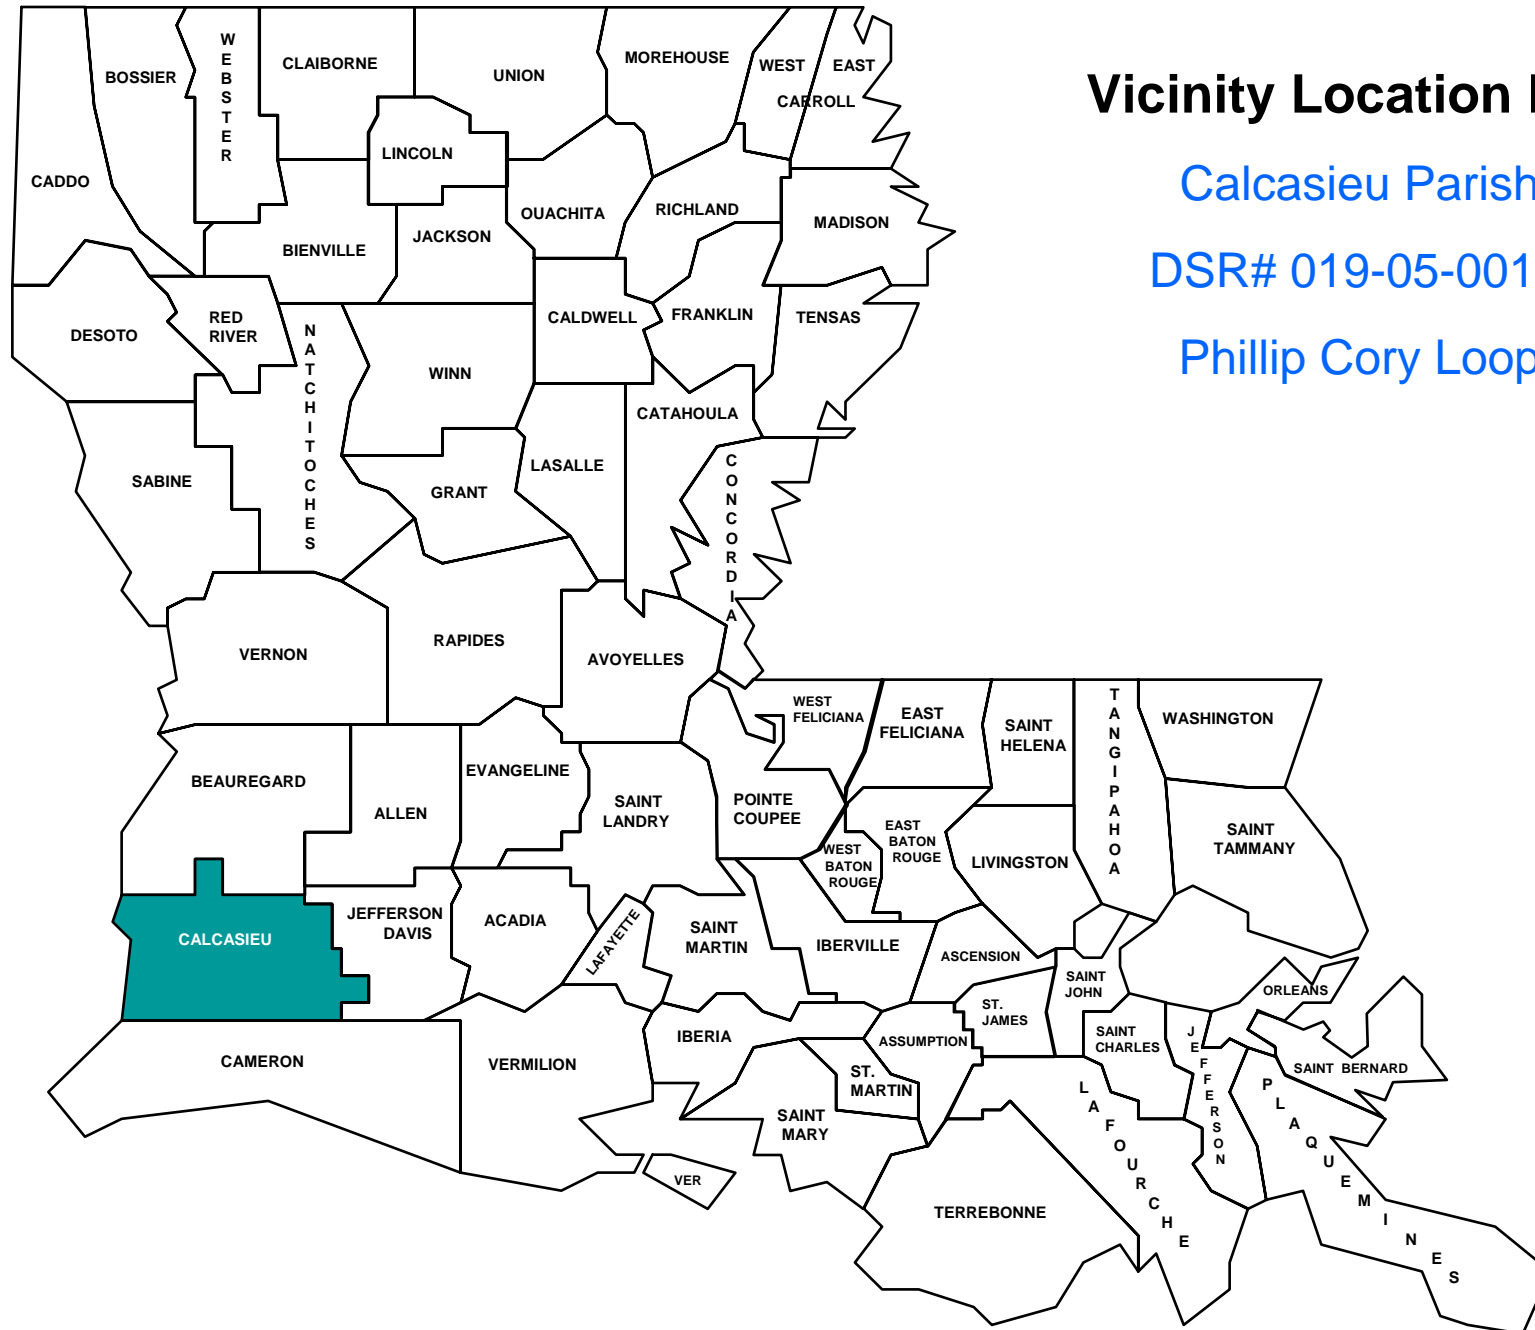 Vicinity Location
Calcasieu Parish
DSR# 019-05-001
Phillip Cory Loop
WEBSTER
BOSSIER
CLAIBORNE
UNION
MOREHOUSE
WEST
EAST
CARROLL
CADDO
LINCOLN
OUACHITA
RICHLAND
MADISON
BIENVILLE
JACKSON
DESOTO
RED
RIVER
NATCHITOCHES
WINN
CALDWELL
FRANKLIN
TENSAS
CATAHOULA
SABINE
GRANT
LASALLE
CONCORDIA
VERNON
RAPIDES
AVOYELLES
WEST
FELICIANA
EAST
FELICIANA
SAINT
HELENA
TANGIPAHOA
WASHINGTON
BEAUREGARD
ALLEN
EVANGELINE
SAINT
LANDRY
POINTE
COUPEE
WEST
BATON
ROUGE
EAST
BATON
ROUGE
LIVINGSTON
SAINT
TAMMANY
CALCASIEU
JEFFERSON
DAVIS
ACADIA
LAFAYETTE
SAINT
MARTIN
IBERVILLE
ASCENSION
SAINT
JOHN
ORLEANS
CAMERON
VERMILION
IBERIA
ST.
MARTIN
ASSUMPTION
ST.
JAMES
SAINT
CHARLES
JEFFERSON
SAINT BERNARD
PLAQUEMINES
SAINT
MARY
VER
TERREBONNE
LAFOURCHE